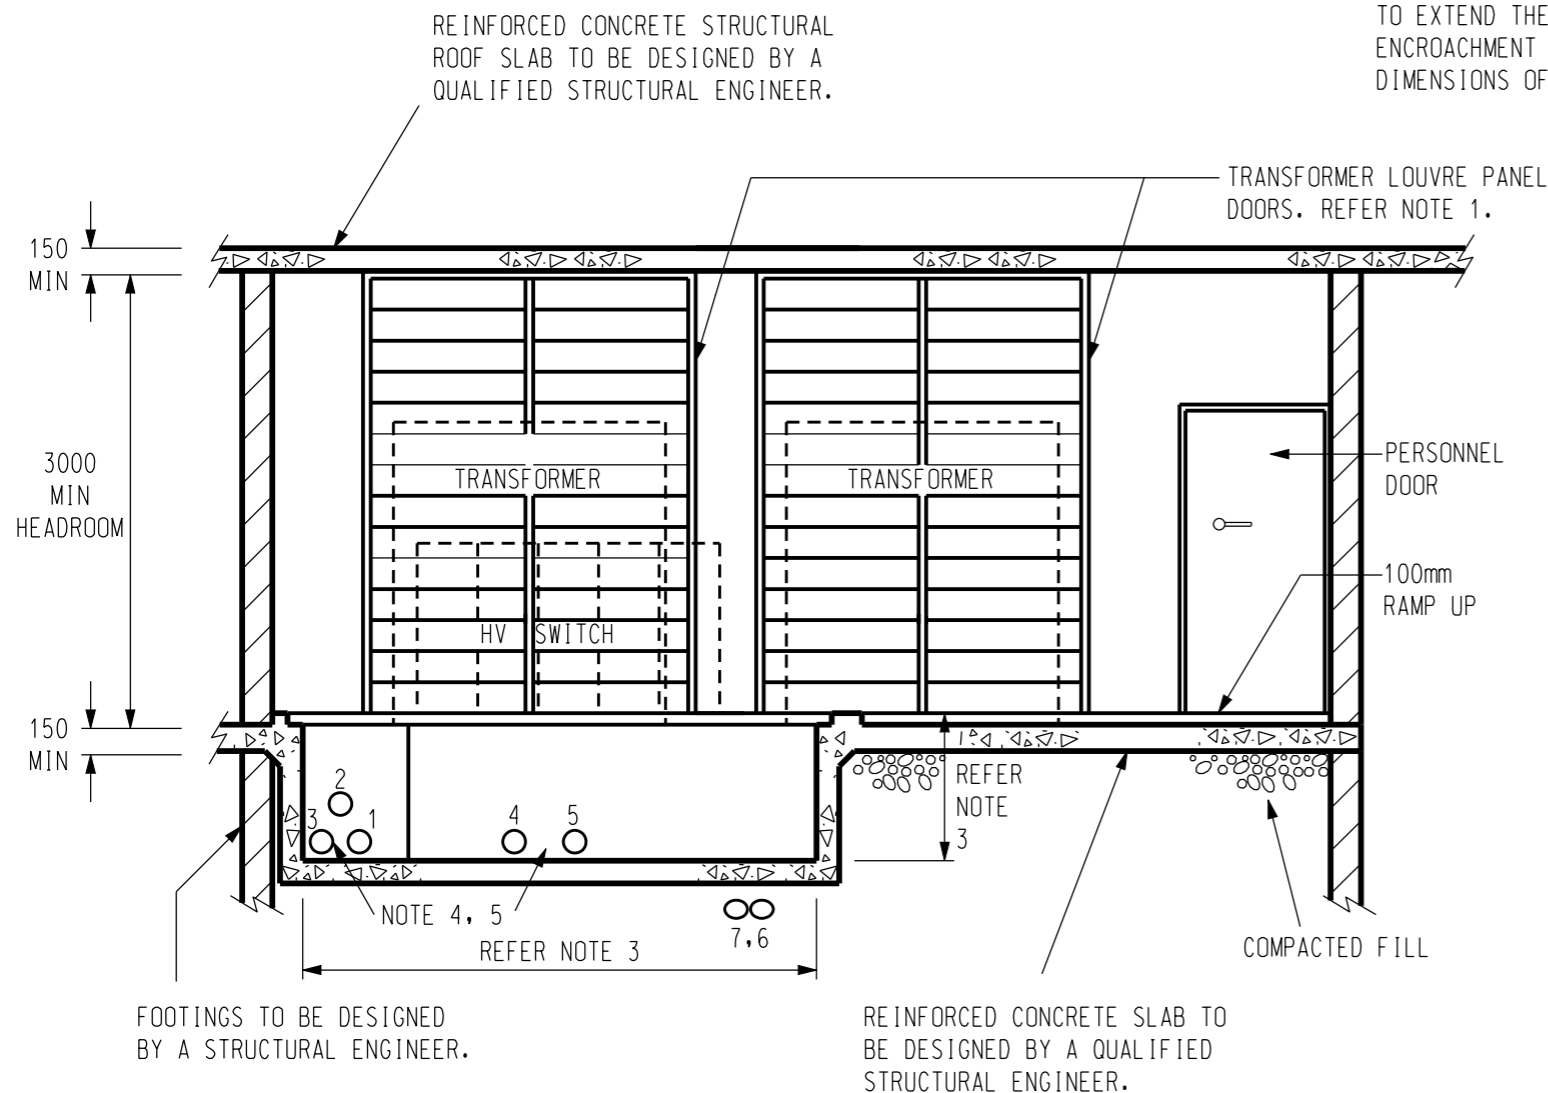 REINFORCED CONCRETE STRUCTURAL
ROOF SLAB TO BE DESIGNED BY A
QUALIFIED STRUCTURAL ENGINEER.
TO EXTEND THE
ENCROACHMENT
DIMENSIONS OF
TRANSFORMER LOUVRE PANEL
DOORS. REFER NOTE 1.
150
MIN
3000
MIN
HEADROOM
TRANSFORMER
TRANSFORMER
PERSONNEL
DOOR
100mm
RAMP UP
HV SWITCH
150
MIN
REFER
NOTE
3
2
3
1
4
5
NOTE 4, 5
7,6
REFER NOTE 3
COMPACTED FILL
FOOTINGS TO BE DESIGNED
BY A STRUCTURAL ENGINEER.
REINFORCED CONCRETE SLAB TO
BE DESIGNED BY A QUALIFIED
STRUCTURAL ENGINEER.